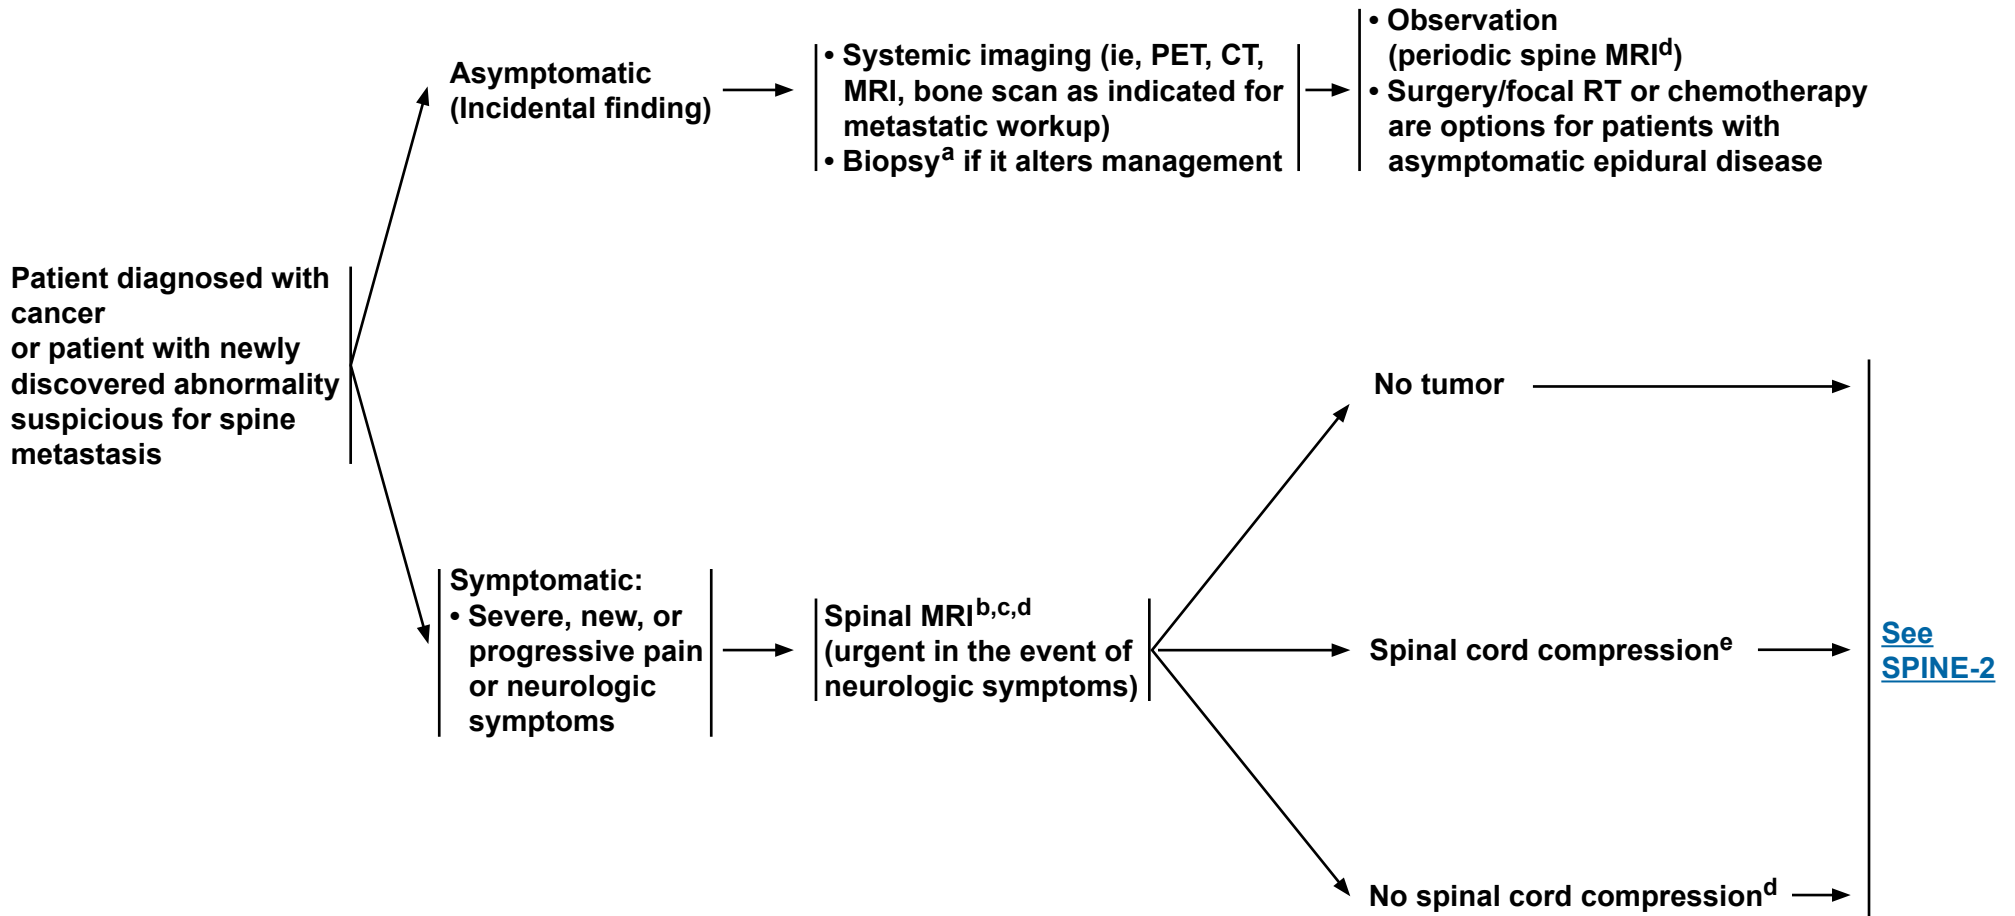 Patient diagnosed with
cancer
or patient with newly
discovered abnormality
suspicious for spine
metastasis
Asymptomatic
(Incidental finding)
• Systemic imaging (ie, PET, CT,
MRI, bone scan as indicated for
metastatic workup)
• Biopsya if it alters management
• Observation
(periodic spine MRId)
• Surgery/focal RT or chemotherapy
are options for patients with
asymptomatic epidural disease
Symptomatic:
• Severe, new, or
progressive pain
or neurologic
symptoms
Spinal MRIb,c,d
(urgent in the event of
neurologic symptoms)
No tumor
Spinal cord compressione
No spinal cord compressiond
See
SPINE-2